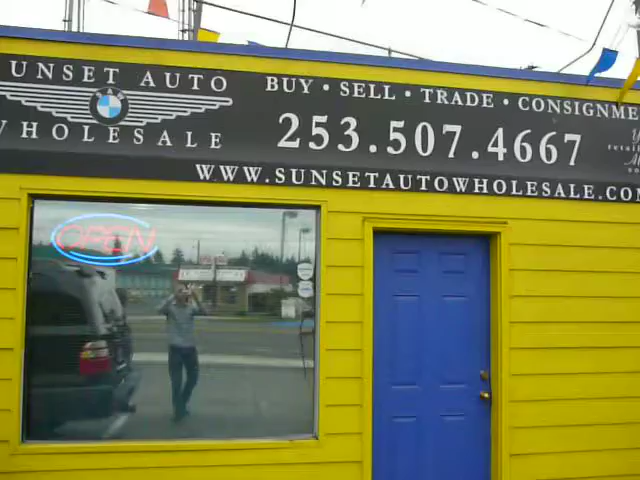 UNSET AUTO
WHOLESALE
BUY • SELL • TRADE • CONSIGNME
253.507.4667
WWW.SUNSETAUTOWHOLESALE.COM
OPEN